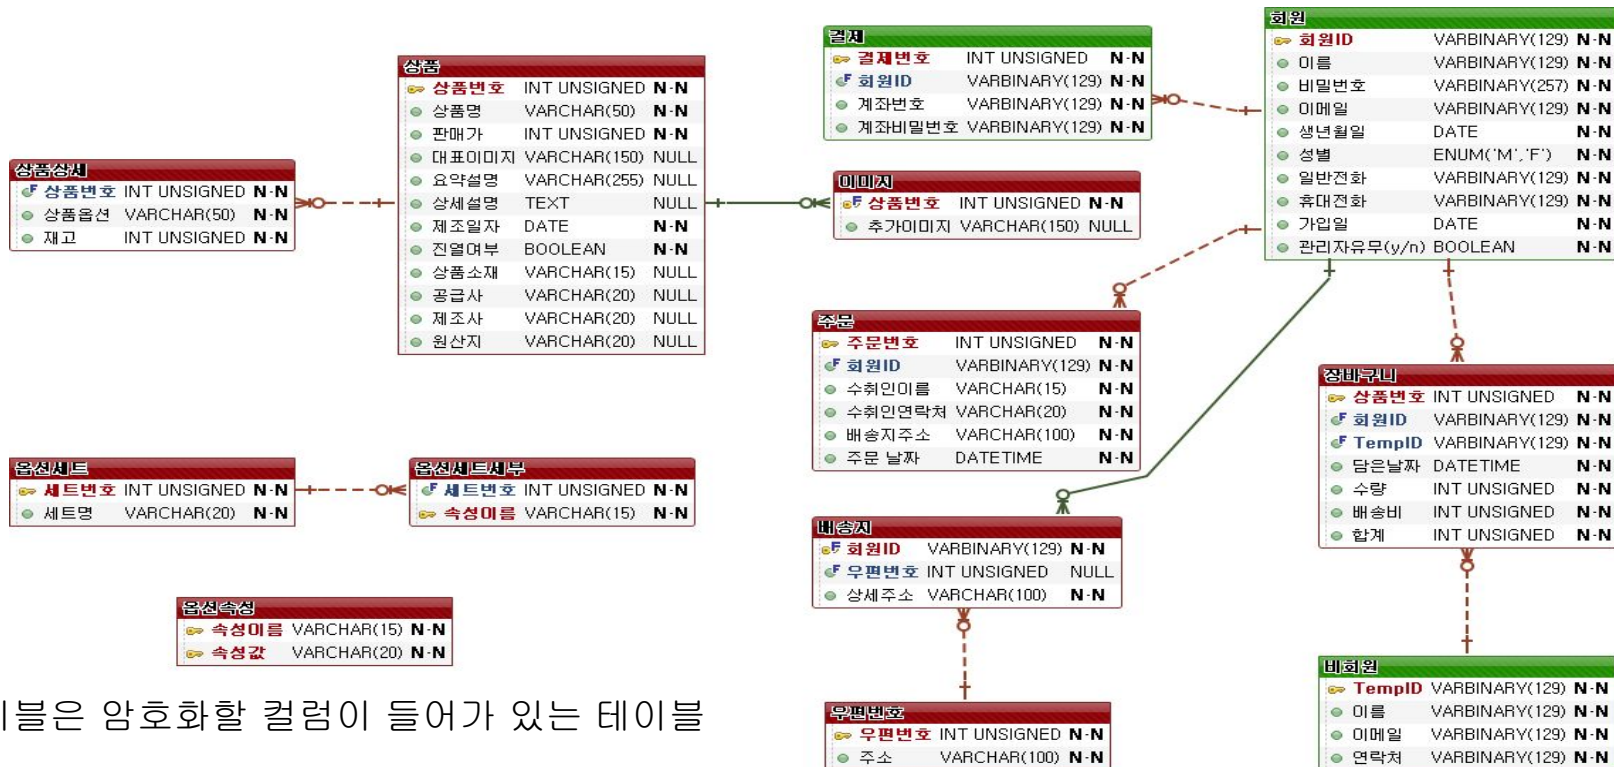 상품상세
상품번호 INT UNSIGNED N-N
상품옵션 VARCHAR(50) N-N
재고 INT UNSIGNED N-N
상품
상품번호 INT UNSIGNED N-N
상품명 VARCHAR(50) N-N
판매가 INT UNSIGNED N-N
대표이미지 VARCHAR(150) NULL
요약설명 VARCHAR(255) NULL
상세설명 TEXT NULL
제조일자 DATE N-N
진열여부 BOOLEAN N-N
상품소재 VARCHAR(15) NULL
공급사 VARCHAR(20) NULL
제조사 VARCHAR(20) NULL
원산지 VARCHAR(20) NULL
결제
결제번호 INT UNSIGNED N-N
회원ID VARBINARY(129) N-N
계좌번호 VARBINARY(129) N-N
계좌비밀번호 VARBINARY(129) N-N
이미지
상품번호 INT UNSIGNED N-N
추가이미지 VARCHAR(150) NULL
회원
회원ID VARBINARY(129) N-N
이름 VARBINARY(129) N-N
비밀번호 VARBINARY(257) N-N
이메일 VARBINARY(129) N-N
생년월일 DATE N-N
성별 ENUM('M','F') N-N
일반전화 VARBINARY(129) N-N
휴대전화 VARBINARY(129) N-N
가입일 DATE N-N
관리자유무(y/n) BOOLEAN N-N
주문
주문번호 INT UNSIGNED N-N
회원ID VARBINARY(129) N-N
수취인이름 VARCHAR(15) N-N
수취인연락처 VARCHAR(20) N-N
배송지주소 VARCHAR(100) N-N
주문 날짜 DATETIME N-N
장바구니
상품번호 INT UNSIGNED N-N
회원ID VARBINARY(129) N-N
TempID VARBINARY(129) N-N
담은날짜 DATETIME N-N
수량 INT UNSIGNED N-N
배송비 INT UNSIGNED N-N
합계 INT UNSIGNED N-N
옵션세트
세트번호 INT UNSIGNED N-N
세트명 VARCHAR(20) N-N
옵션세트세부
세트번호 INT UNSIGNED N-N
속성이름 VARCHAR(15) N-N
배송지
회원ID VARBINARY(129) N-N
우편번호 INT UNSIGNED NULL
상세주소 VARCHAR(100) N-N
옵션속성
속성이름 VARCHAR(15) N-N
속성값 VARCHAR(20) N-N
이블은 암호화할 컬럼이 들어가 있는 테이블
우편번호
우편번호 INT UNSIGNED N-N
주소 VARCHAR(100) N-N
비회원
TempID VARBINARY(129) N-N
이름 VARBINARY(129) N-N
이메일 VARBINARY(129) N-N
연락처 VARBINARY(129) N-N